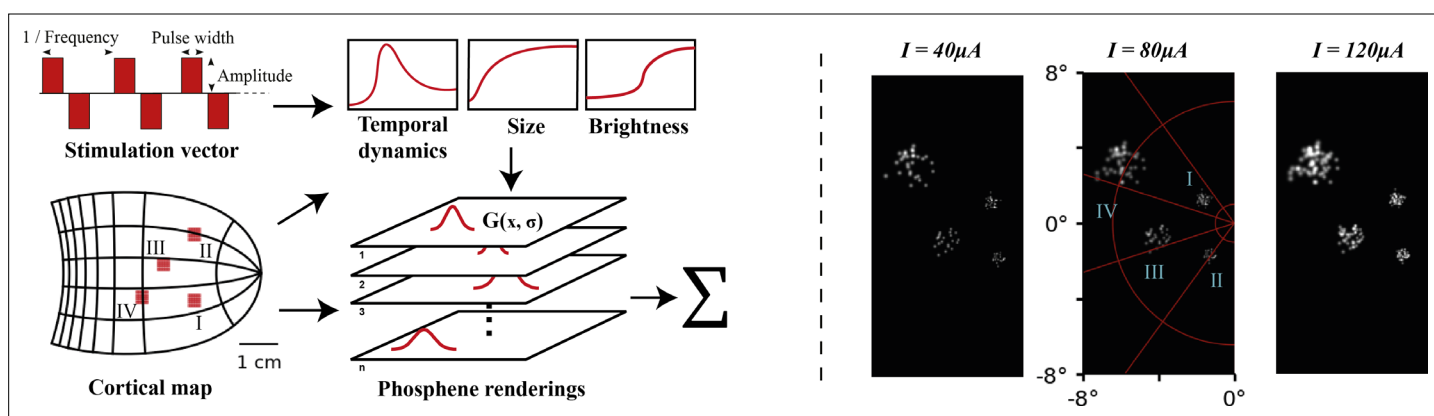 1 / Frequency
Pulse width
Amplitude
Stimulation vector
Temporal
dynamics
Size
Brightness
III
II
IV
I
1 cm
Cortical map
G(x, σ)
1
2
3
n
Σ
Phosphene renderings
I = 40µA
I = 80µA
I = 120µA
8°
I
IV
0°
III
II
-8°
-8°
0°